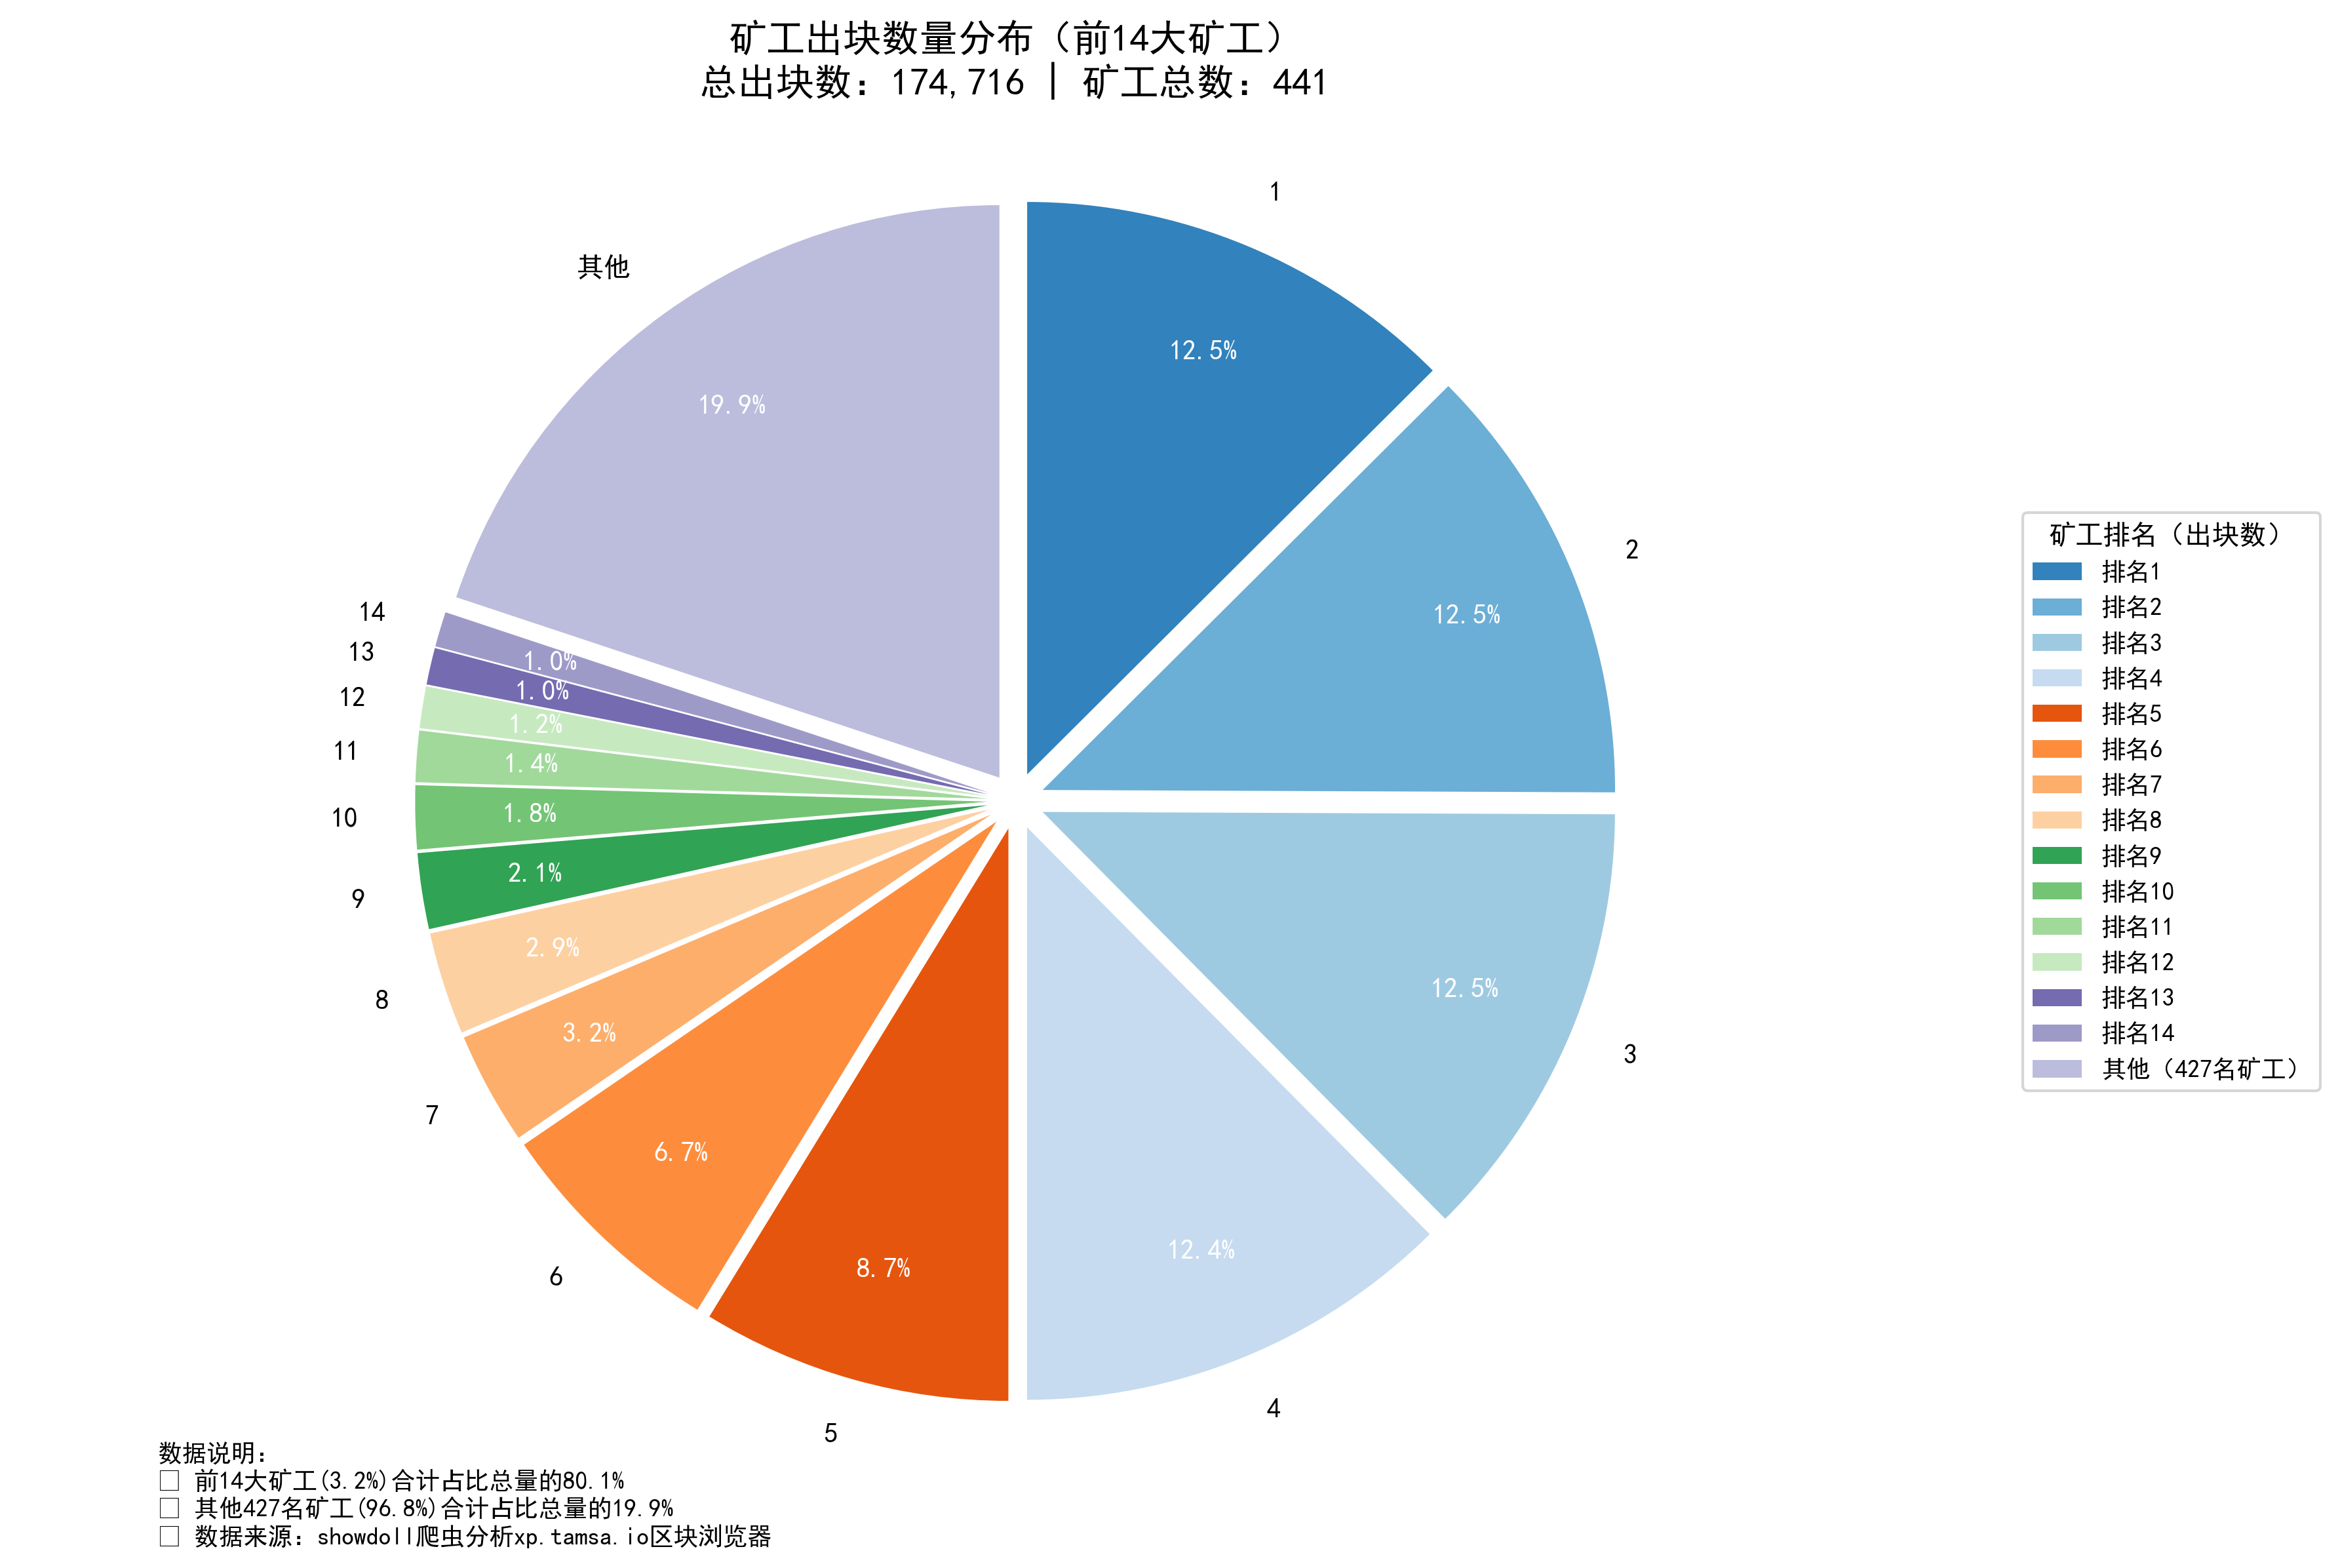 矿工出块数量分布（前14大矿工）
总出块数：174,716 | 矿工总数：441
1
12.5%
2
12.5%
3
12.5%
4
12.4%
5
8.7%
6
6.7%
7
3.2%
8
2.9%
9
2.1%
10
1.8%
11
1.4%
12
1.2%
13
1.0%
14
1.0%
其他
19.9%
矿工排名（出块数）
排名1
排名2
排名3
排名4
排名5
排名6
排名7
排名8
排名9
排名10
排名11
排名12
排名13
排名14
其他（427名矿工）
数据说明：
□ 前14大矿工(3.2%)合计占比总量的80.1%
□ 其他427名矿工(96.8%)合计占比总量的19.9%
□ 数据来源：showdoll爬虫分析xp.tamsa.io区块浏览器